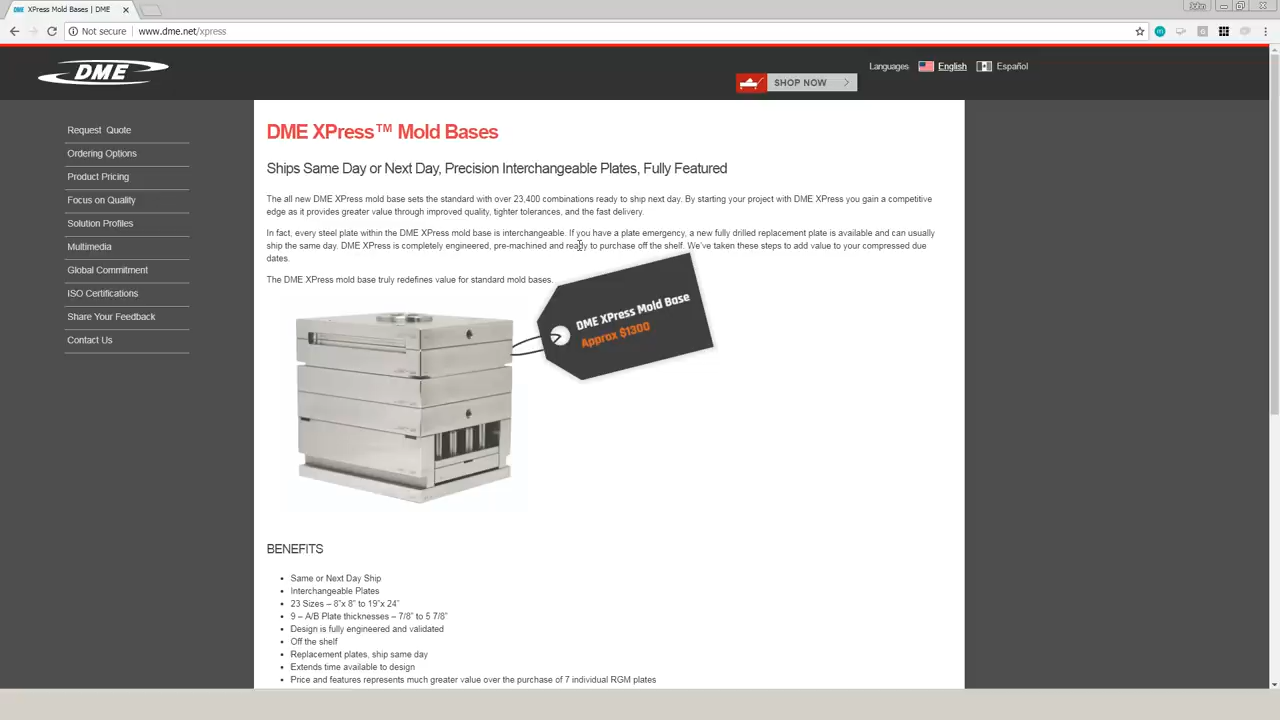 XPress Mold Bases | DME
John
Not secure | www.dme.net/xpress
DME
Languages English Español
SHOP NOW
Request Quote
Ordering Options
Product Pricing
Focus on Quality
Solution Profiles
Multimedia
Global Commitment
ISO Certifications
Share Your Feedback
Contact Us
DME XPress™ Mold Bases
Ships Same Day or Next Day, Precision Interchangeable Plates, Fully Featured
The all new DME XPress mold base sets the standard with over 23,400 combinations ready to ship next day. By starting your project with DME XPress you gain a competitive
edge as it provides greater value through improved quality, tighter tolerances, and the fast delivery.
In fact, every steel plate within the DME XPress mold base is interchangeable. If you have a plate emergency, a new fully drilled replacement plate is available and can usually
ship the same day. DME XPress is completely engineered, pre-machined and ready to purchase off the shelf. We've taken these steps to add value to your compressed due
dates.
The DME XPress mold base truly redefines value for standard mold bases.
DME XPress Mold Base
Approx $1300
BENEFITS
• Same or Next Day Ship
• Interchangeable Plates
• 23 Sizes – 8”x 8” to 19”x 24”
• 9 – A/B Plate thicknesses – 7/8” to 5 7/8”
• Design is fully engineered and validated
• Off the shelf
• Replacement plates, ship same day
• Extends time available to design
• Price and features represents much greater value over the purchase of 7 individual RGM plates